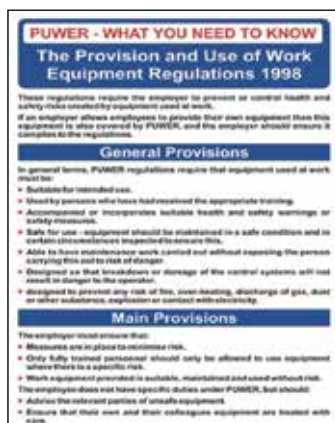 PUWER - WHAT YOU NEED TO KNOW
The Provision and Use of Work
Equipment Regulations 1998
These regulations require the employer to prevent or control health and
safety risks created by equipment used at work.
If an employer allows employees to provide their own equipment then this
equipment is also covered by PUWER, and the employer should ensure it
complies to the regulations.
General Provisions
In general terms, PUWER regulations require that equipment used at work
must be:
• Suitable for intended use.
• Used by persons who have had received the appropriate training.
• Accompanied or incorporates suitable health and safety warnings or
safety measures.
• Safe for use - equipment should be maintained in a safe condition and in
certain circumstances inspected to ensure this.
• Able to have maintenance work carried out without exposing the person
carrying this out to risk of danger.
• Designed so that breakdown or damage of the control systems will not
result in danger to the operator.
• designed to prevent any risk of fire, over-heating, discharge of gas, dust
or other substance, explosion or contact with electricity.
Main Provisions
The employer must ensure that:
• Measures are in place to minimise risk.
• Only fully trained personnel should only be allowed to use equipment
where there is a specific risk.
• Work equipment provided is suitable, maintained and used without risk.
The employee does not have specific duties under PUWER, but should:
• Advise the relevant parties of unsafe equipment
• Ensure that their own and their colleagues equipment are treated with
care.